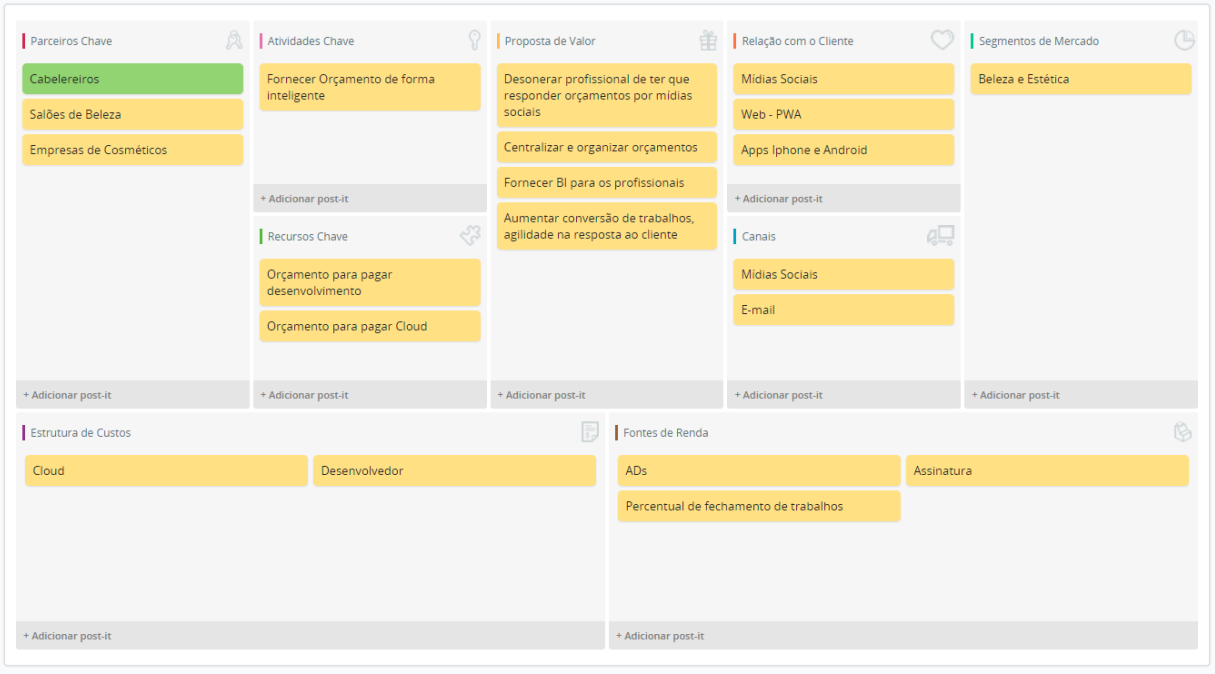 Parceiros Chave
Cabelereiros
Salões de Beleza
Empresas de Cosméticos
+ Adicionar post-it
Atividades Chave
Fornecer Orçamento de forma
inteligente
+ Adicionar post-it
Recursos Chave
Orçamento para pagar
desenvolvimento
Orçamento para pagar Cloud
+ Adicionar post-it
Proposta de Valor
Desonerar profissional de ter que
responder orçamentos por mídias
sociais
Centralizar e organizar orçamentos
Fornecer BI para os profissionais
Aumentar conversão de trabalhos,
agilidade na resposta ao cliente
+ Adicionar post-it
Relação com o Cliente
Mídias Sociais
Web - PWA
Apps Iphone e Android
+ Adicionar post-it
Canais
Mídias Sociais
E-mail
+ Adicionar post-it
Segmentos de Mercado
Beleza e Estética
+ Adicionar post-it
Estrutura de Custos
Cloud
Desenvolvedor
+ Adicionar post-it
Fontes de Renda
ADs
Assinatura
Percentual de fechamento de trabalhos
+ Adicionar post-it